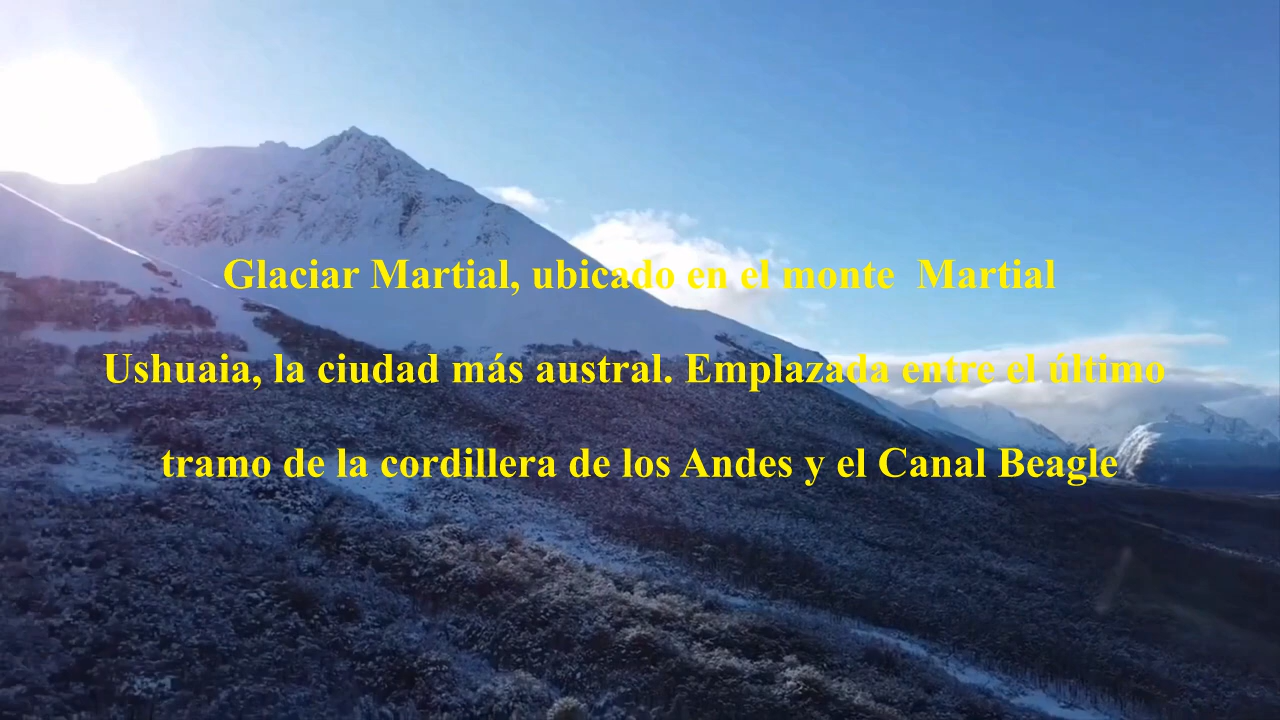 Glaciar Martial, ubicado en el monte  Martial
Ushuaia, la ciudad más austral. Emplazada entre el último
tramo de la cordillera de los Andes y el Canal Beagle